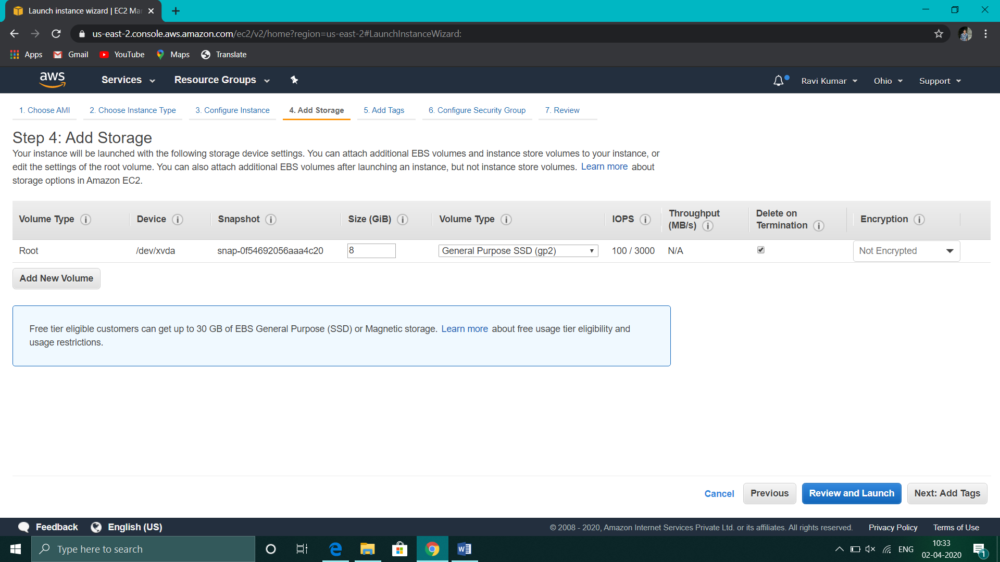 Launch instance wizard | EC2 Ma
us-east-2.console.aws.amazon.com/ec2/v2/home?region=us-east-2#LaunchInstanceWizard:
Apps Gmail YouTube Maps Translate
aws Services Resource Groups Ravi Kumar Ohio Support
1. Choose AMI 2. Choose Instance Type 3. Configure Instance 4. Add Storage 5. Add Tags 6. Configure Security Group 7. Review
Step 4: Add Storage
Your instance will be launched with the following storage device settings. You can attach additional EBS volumes and instance store volumes to your instance, or
edit the settings of the root volume. You can also attach additional EBS volumes after launching an instance, but not instance store volumes. Learn more about
storage options in Amazon EC2.
Volume Type i Device i Snapshot i Size (GiB) i Volume Type i IOPS i Throughput (MB/s) i Delete on Termination i Encryption i
Root /dev/xvda snap-0f54692056aaa4c20 8 General Purpose SSD (gp2) 100 / 3000 N/A Not Encrypted
Add New Volume
Free tier eligible customers can get up to 30 GB of EBS General Purpose (SSD) or Magnetic storage. Learn more about free usage tier eligibility and
usage restrictions.
Cancel Previous Review and Launch Next: Add Tags
Feedback English (US) © 2008 - 2020, Amazon Internet Services Private Ltd. or its affiliates. All rights reserved. Privacy Policy Terms of Use
Type here to search W ENG 10:33 1
02-04-2020